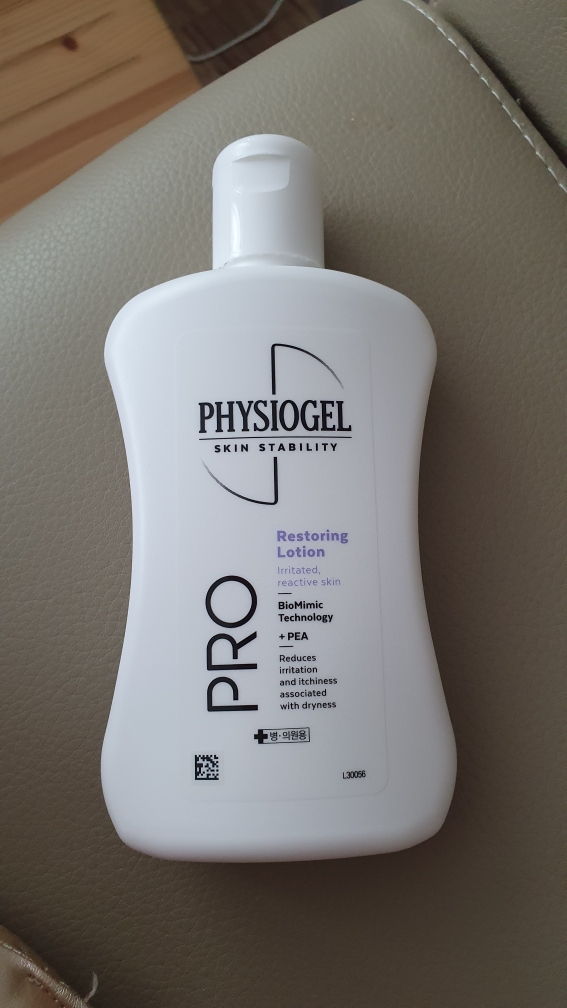 PHYSIOGEL
SKIN STABILITY
PRO
Restoring
Lotion
Irritated,
reactive skin
BioMimic
Technology
+ PEA
Reduces
irritation
and itchiness
associated
with dryness
병·의원용
L30056